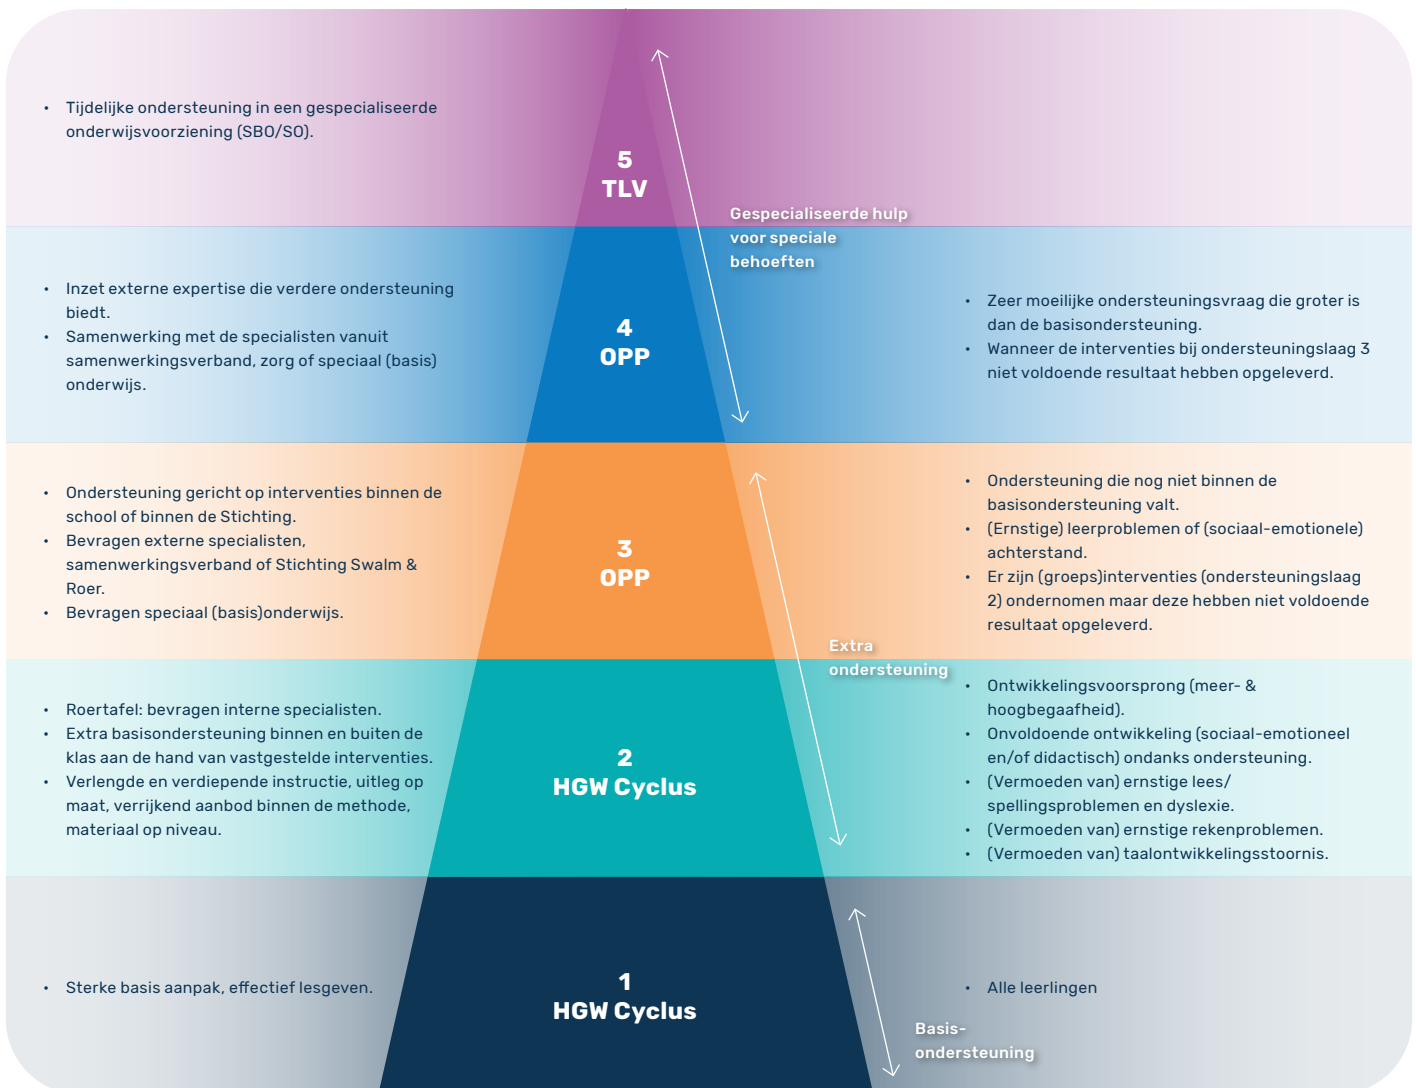 • Tijdelijke ondersteuning in een gespecialiseerde
onderwijsvoorziening (SBO/SO).
5
TLV
Gespecialiseerde hulp
voor speciale
behoeften
• Inzet externe expertise die verdere ondersteuning
biedt.
• Samenwerking met de specialisten vanuit
samenwerkingsverband, zorg of speciaal (basis)
onderwijs.
4
OPP
• Zeer moeilijke ondersteuningsvraag die groter is
dan de basisondersteuning.
• Wanneer de interventies bij ondersteuningslaag 3
niet voldoende resultaat hebben opgeleverd.
• Ondersteuning gericht op interventies binnen de
school of binnen de Stichting.
• Bevragen externe specialisten,
samenwerkingsverband of Stichting Swalm &
Roer.
• Bevragen speciaal (basis)onderwijs.
3
OPP
• Ondersteuning die nog niet binnen de
basisondersteuning valt.
• (Ernstige) leerproblemen of (sociaal-emotionele)
achterstand.
• Er zijn (groeps)interventies (ondersteuningslaag
2) ondernomen maar deze hebben niet voldoende
resultaat opgeleverd.
Extra
ondersteuning
• Roertafel: bevragen interne specialisten.
• Extra basisondersteuning binnen en buiten de
klas aan de hand van vastgestelde interventies.
• Verlengde en verdiepende instructie, uitleg op
maat, verrijkend aanbod binnen de methode,
materiaal op niveau.
2
HGW Cyclus
• Ontwikkelingsvoorsprong (meer- &
hoogbegaafheid).
• Onvoldoende ontwikkeling (sociaal-emotioneel
en/of didactisch) ondanks ondersteuning.
• (Vermoeden van) ernstige lees/
spellingsproblemen en dyslexie.
• (Vermoeden van) ernstige rekenproblemen.
• (Vermoeden van) taalontwikkelingsstoornis.
• Sterke basis aanpak, effectief lesgeven.
1
HGW Cyclus
• Alle leerlingen
Basis-
ondersteuning